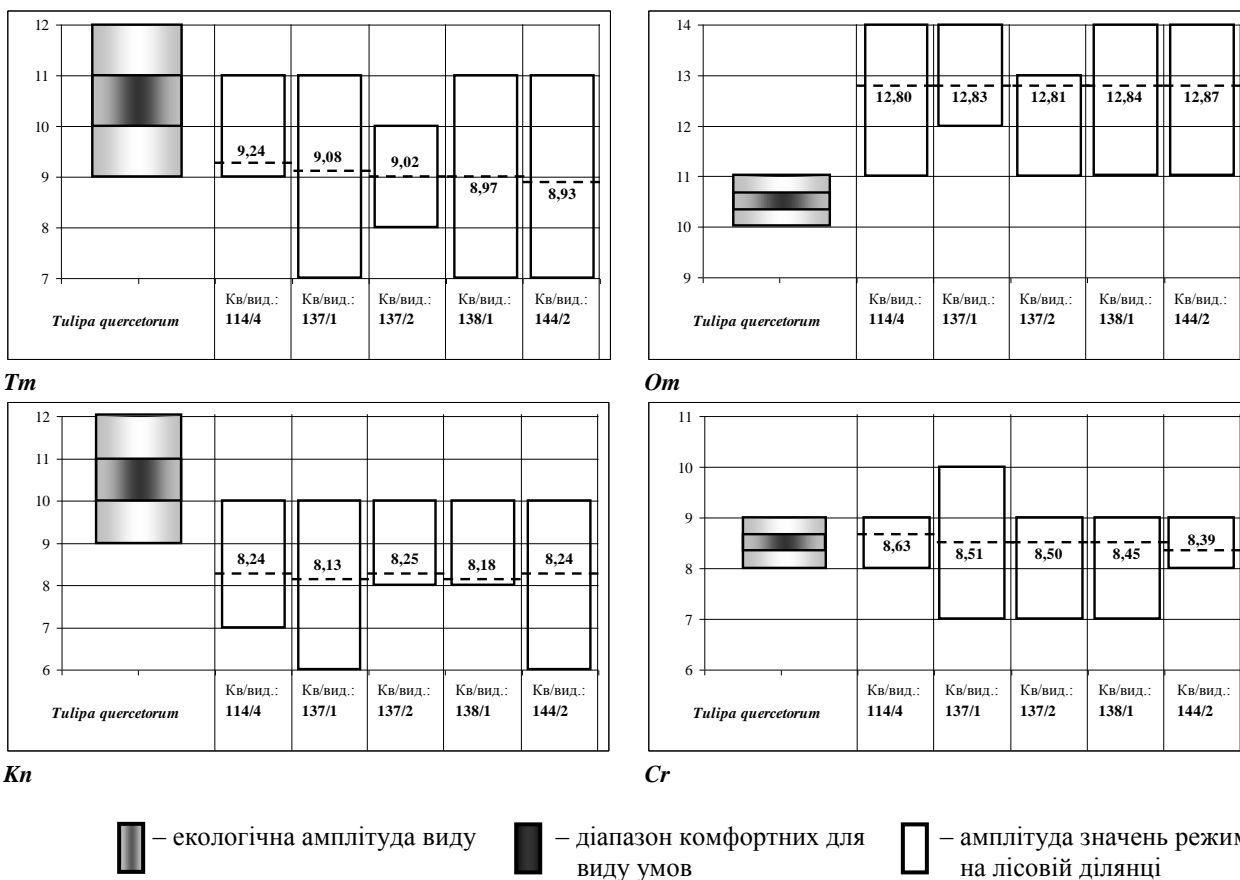 12
11
10
9
8
7
9,24
9,08
9,02
8,97
8,93
Tulipa quercetorum
Кв/вид.: Кв/вид.: Кв/вид.: Кв/вид.: Кв/вид.:
114/4 137/1 137/2 138/1 144/2
Tm
14
13
12
11
10
9
12,80 12,83 12,81 12,84 12,87
Tulipa quercetorum
Кв/вид.: Кв/вид.: Кв/вид.: Кв/вид.: Кв/вид.:
114/4 137/1 137/2 138/1 144/2
Om
12
11
10
9
8
7
6
8,24 8,13 8,25 8,18 8,24
Tulipa quercetorum
Кв/вид.: Кв/вид.: Кв/вид.: Кв/вид.: Кв/вид.:
114/4 137/1 137/2 138/1 144/2
Kn
11
10
9
8
7
6
8,63 8,51 8,50 8,45 8,39
Tulipa quercetorum
Кв/вид.: Кв/вид.: Кв/вид.: Кв/вид.: Кв/вид.:
114/4 137/1 137/2 138/1 144/2
Cr
– екологічна амплітуда виду
– діапазон комфортних для
виду умов
– амплітуда значень режим
на лісовій ділянці